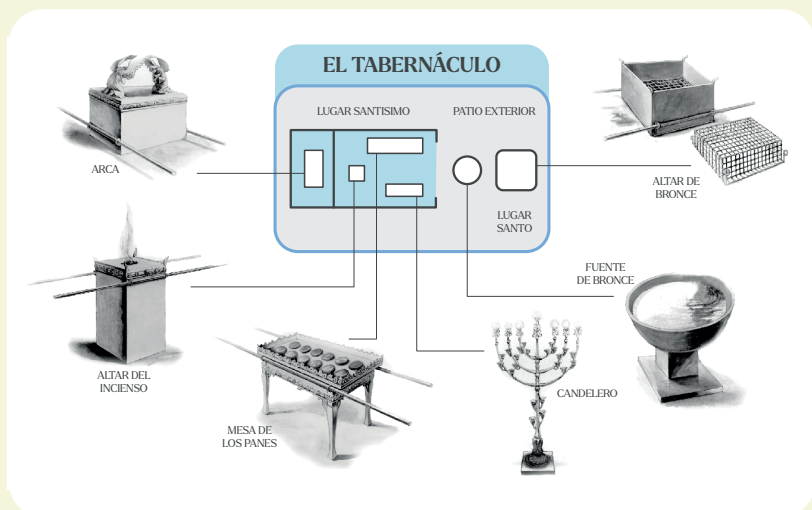 EL TABERNÁCULO
LUGAR SANTISIMO
PATIO EXTERIOR
ARCA
ALTAR DE
BRONCE
LUGAR
SANTO
FUENTE
DE BRONCE
ALTAR DEL
INCIENSO
CANDELERO
MESA DE
LOS PANES